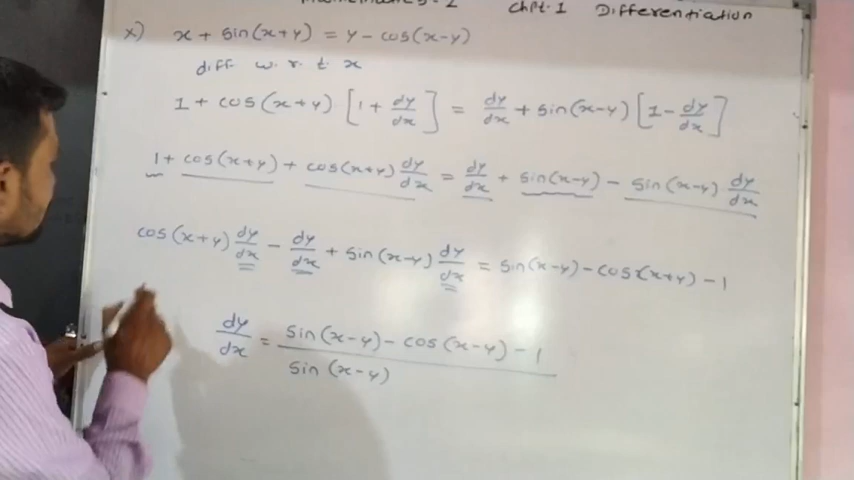 Mathematics-2 Chpt.1 Differentiation
x) x + sin(x+y) = y - cos(x-y)
diff w.r.t. x
1 + cos(x+y) [1 + dy/dx] = dy/dx + sin(x-y) [1 - dy/dx]
1 + cos(x+y) + cos(x+y) dy/dx = dy/dx + sin(x-y) - sin(x-y) dy/dx
cos(x+y) dy/dx - dy/dx + sin(x-y) dy/dx = sin(x-y) - cos(x+y) - 1
dy/dx = sin(x-y) - cos(x-y) - 1 / sin(x-y)